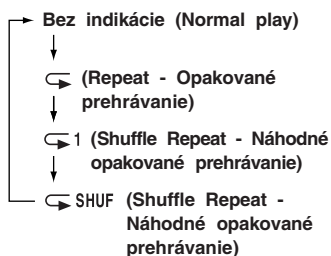 Bez indikácie (Normal play)
(Repeat - Opakované
prehrávanie)
1 (Shuffle Repeat - Náhodné
opakované prehrávanie)
SHUF (Shuffle Repeat -
Náhodné opakované
prehrávanie)